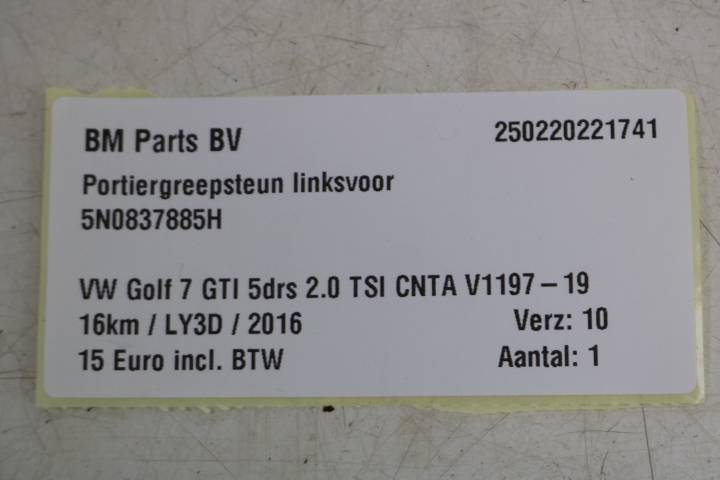 BM Parts BV 250220221741
Portiergreepsteun linksvoor
5N0837885H
VW Golf 7 GTI 5drs 2.0 TSI CNTA V1197 – 19
16km / LY3D / 2016 Verz: 10
15 Euro incl. BTW Aantal: 1